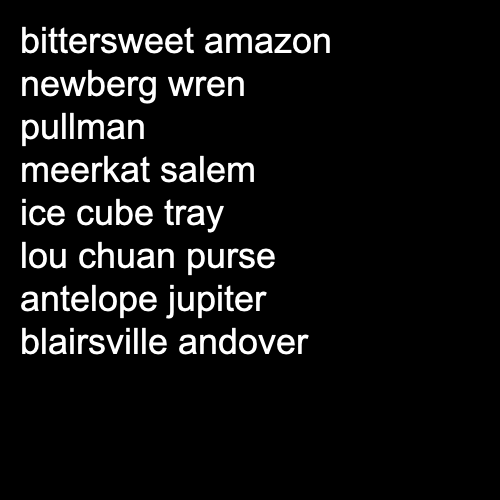 bittersweet amazon
newberg wren
pullman
meerkat salem
ice cube tray
lou chuan purse
antelope jupiter
blairsville andover